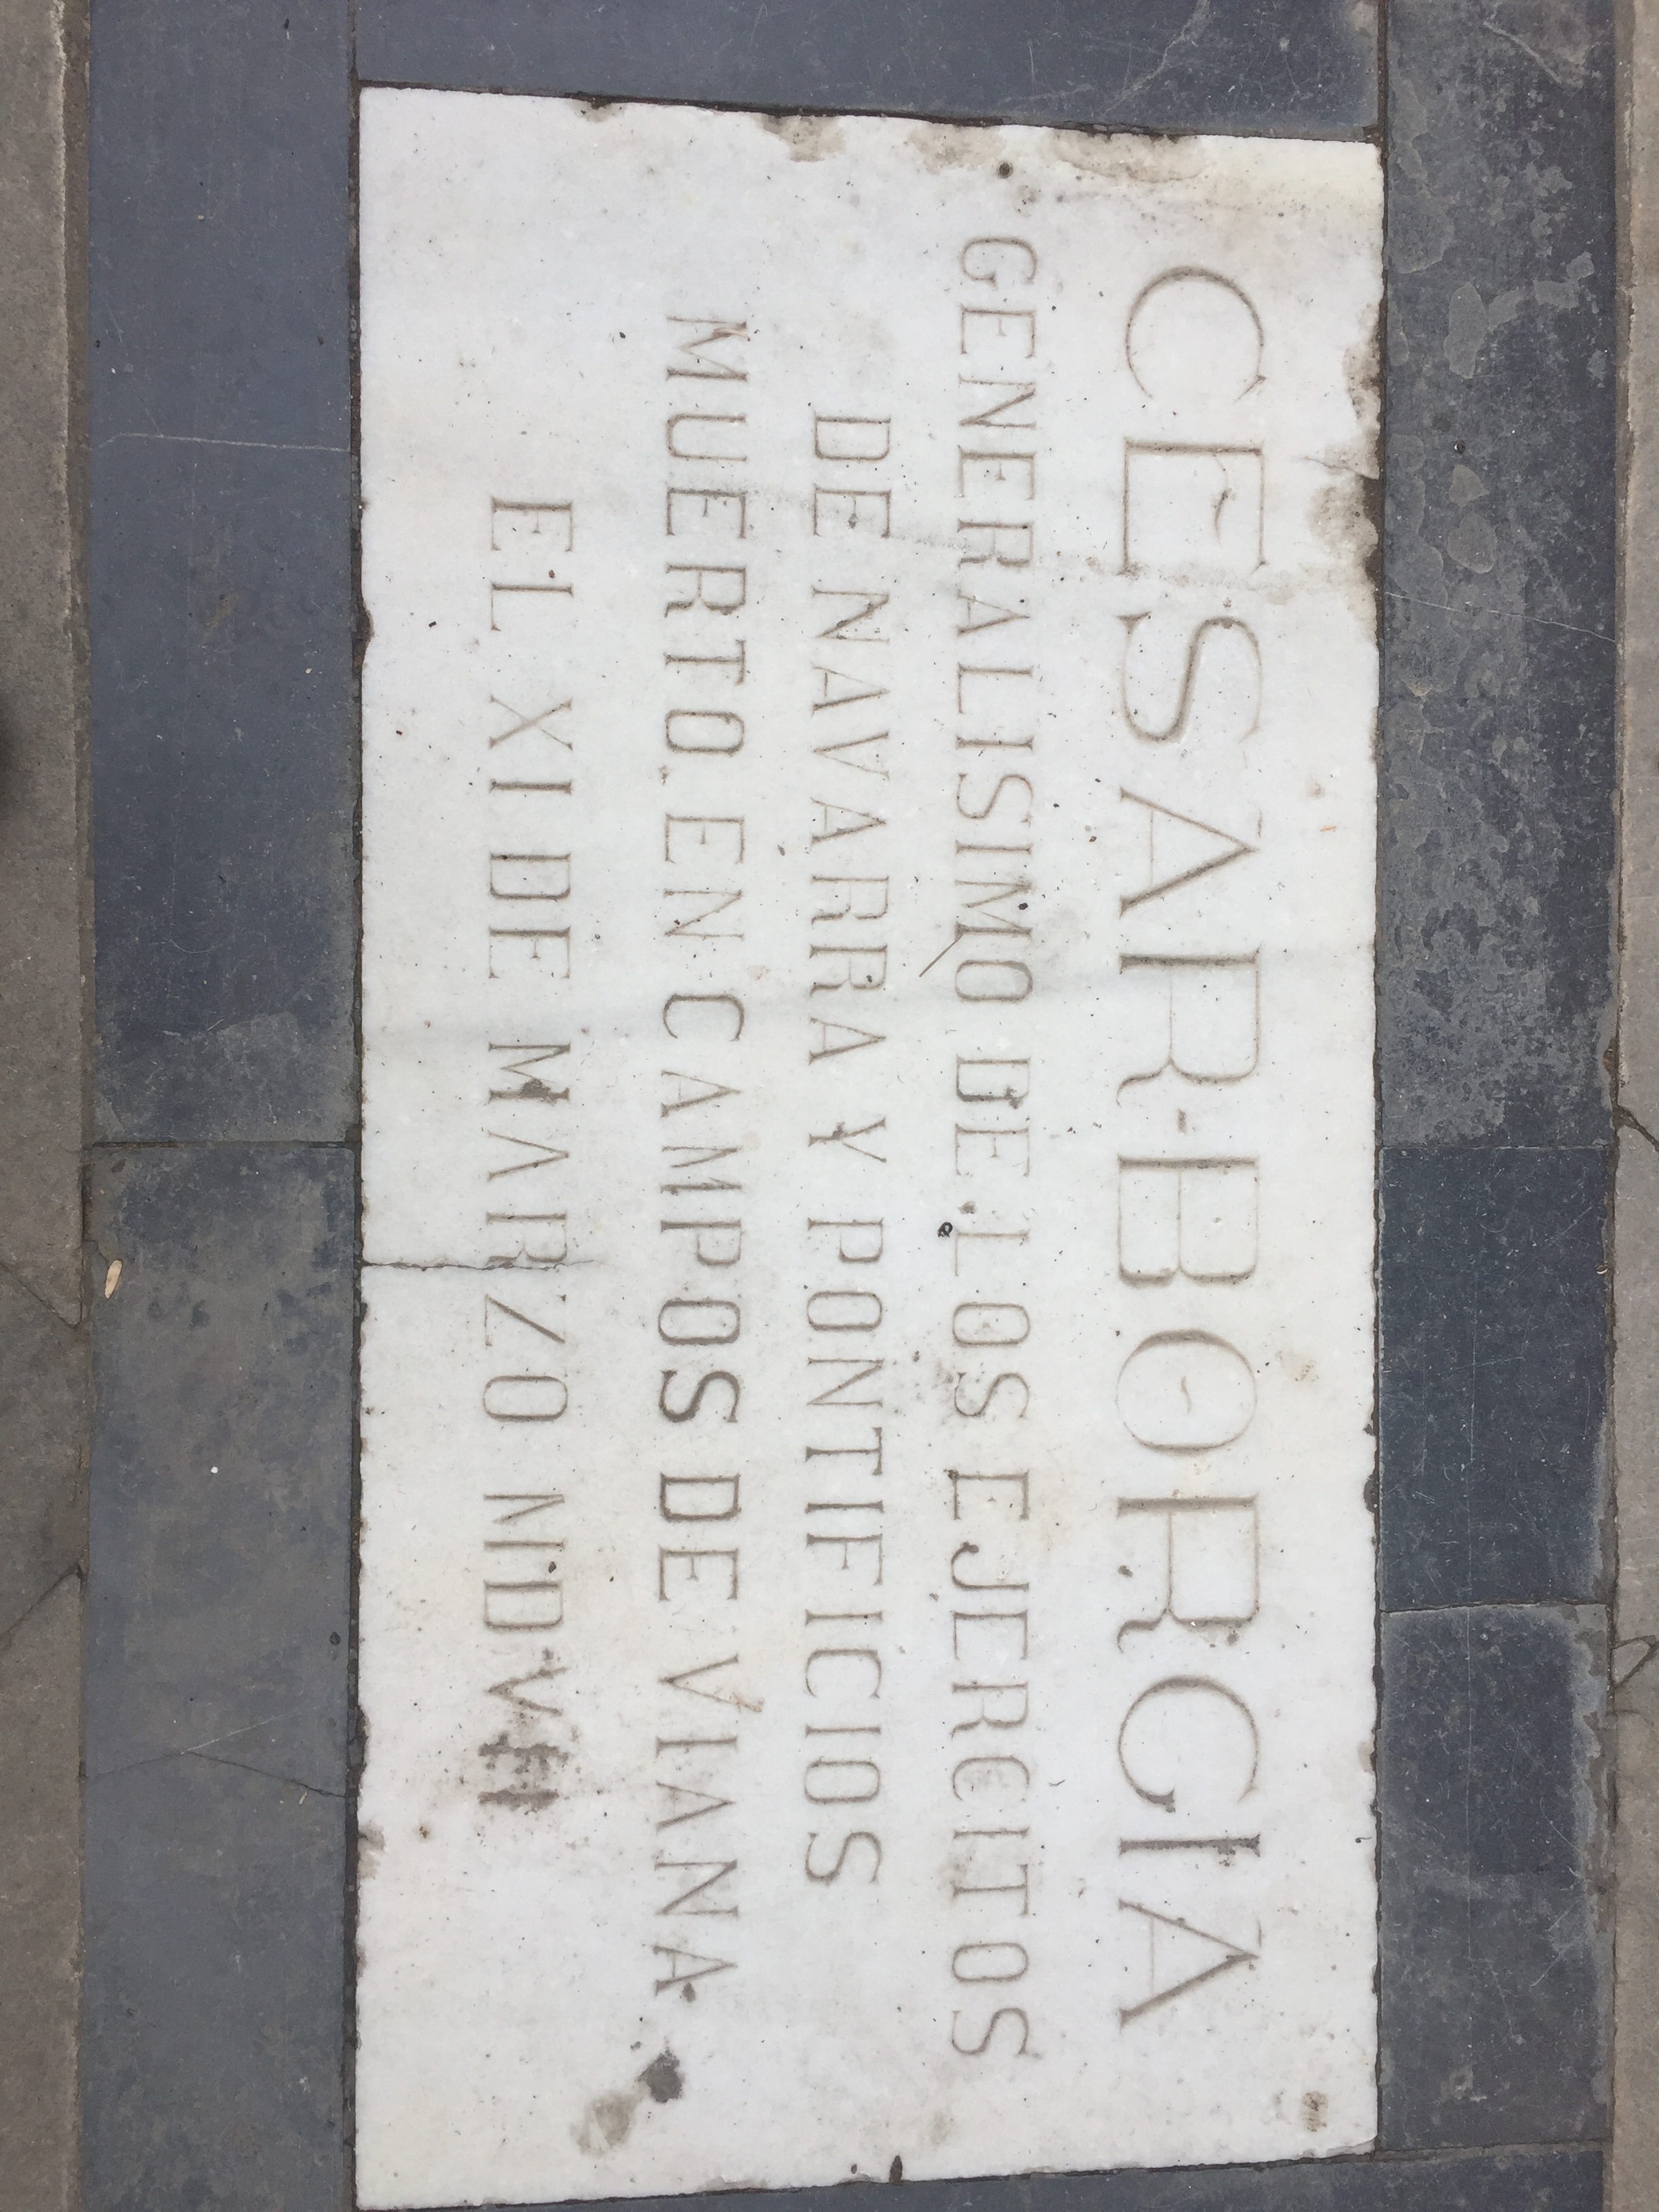 CESAR-BORGIA
GENERALISIMO DE LOS EJERCITOS
DE NAVARRA Y PONTIFICIOS
MUERTO EN CAMPOS DE VIANA
EL XI DE MARZO MDVII